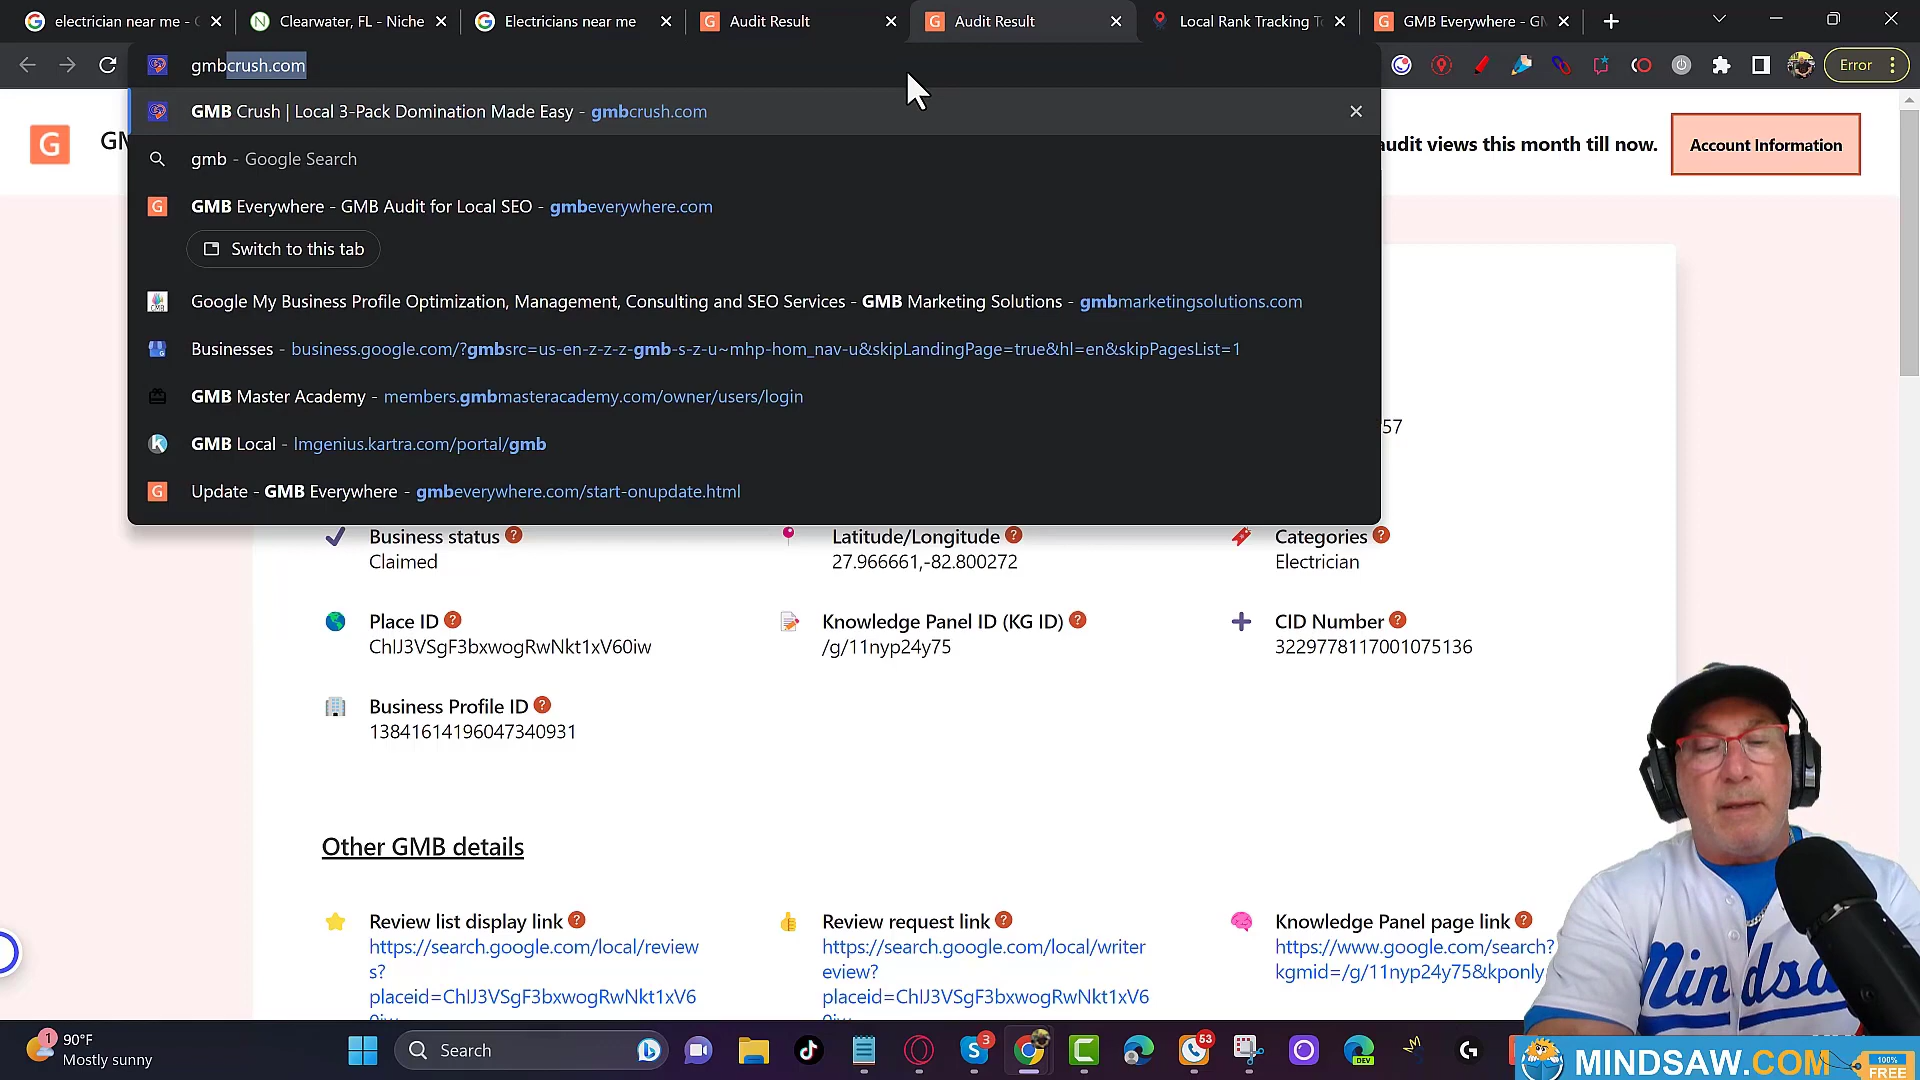 electrician near me -
Clearwater, FL - Niche
Electricians near me
Audit Result
Audit Result
Local Rank Tracking
GMB Everywhere -
gmbcrush.com
Error
GMB Crush | Local 3-Pack Domination Made Easy - gmbcrush.com
gmb - Google Search
GMB Everywhere - GMB Audit for Local SEO - gmbeverywhere.com
Switch to this tab
Google My Business Profile Optimization, Management, Consulting and SEO Services - GMB Marketing Solutions - gmbmarketingsolutions.com
Businesses - business.google.com/?gmbsrc=us-en-z-z-z-gmb-s-z-u~mhp-hom_nav-u&skipLandingPage=true&hl=en&skipPagesList=1
GMB Master Academy - members.gmbmasteracademy.com/owner/users/login
GMB Local - lmgenius.kartra.com/portal/gmb
Update - GMB Everywhere - gmbeverywhere.com/start-onupdate.html
G
audit views this month till now.
Account Information
57
Business status ?
Claimed
Latitude/Longitude ?
27.966661,-82.800272
Categories ?
Electrician
Place ID ?
ChIJ3VSgF3bxwogRwNkt1xV60iw
Knowledge Panel ID (KG ID) ?
/g/11nyp24y75
CID Number ?
3229778117001075136
Business Profile ID ?
13841614196047340931
Other GMB details
Review list display link ?
https://search.google.com/local/review
s?
placeid=ChIJ3VSgF3bxwogRwNkt1xV6
Review request link ?
https://search.google.com/local/writer
eview?
placeid=ChIJ3VSgF3bxwogRwNkt1xV6
Knowledge Panel page link ?
https://www.google.com/search?
kgmid=/g/11nyp24y75&kponly
Mindsaw
1
90°F
Mostly sunny
Search
3
53
DEV
MINDSAW.COM
100%
FREE